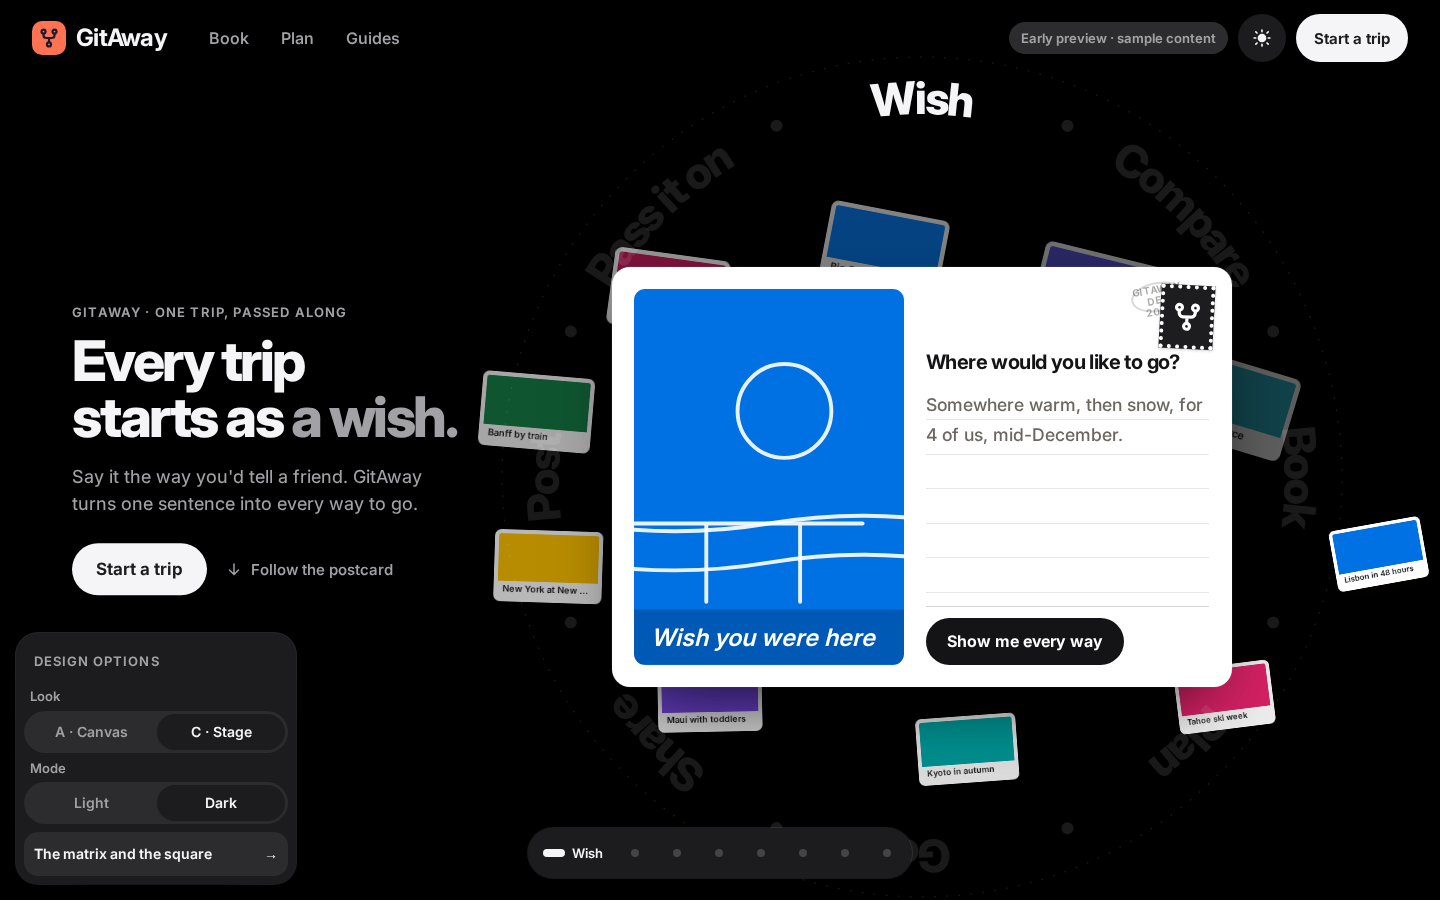 GitAway
Book
Plan
Guides
Early preview · sample content
Start a trip
Wish
Pass it on
Compare
GITAWAY · ONE TRIP, PASSED ALONG
Every trip
starts as a wish.
Say it the way you'd tell a friend. GitAway
turns one sentence into every way to go.
Start a trip
↓ Follow the postcard
Banff by train
New York at New ...
Post
Where would you like to go?
Somewhere warm, then snow, for
4 of us, mid-December.
Wish you were here
Show me every way
Book
Lisbon in 48 hours
Maui with toddlers
Tahoe ski week
Kyoto in autumn
Share
Plan
DESIGN OPTIONS
Look
A · Canvas
C · Stage
Mode
Light
Dark
The matrix and the square →
Wish